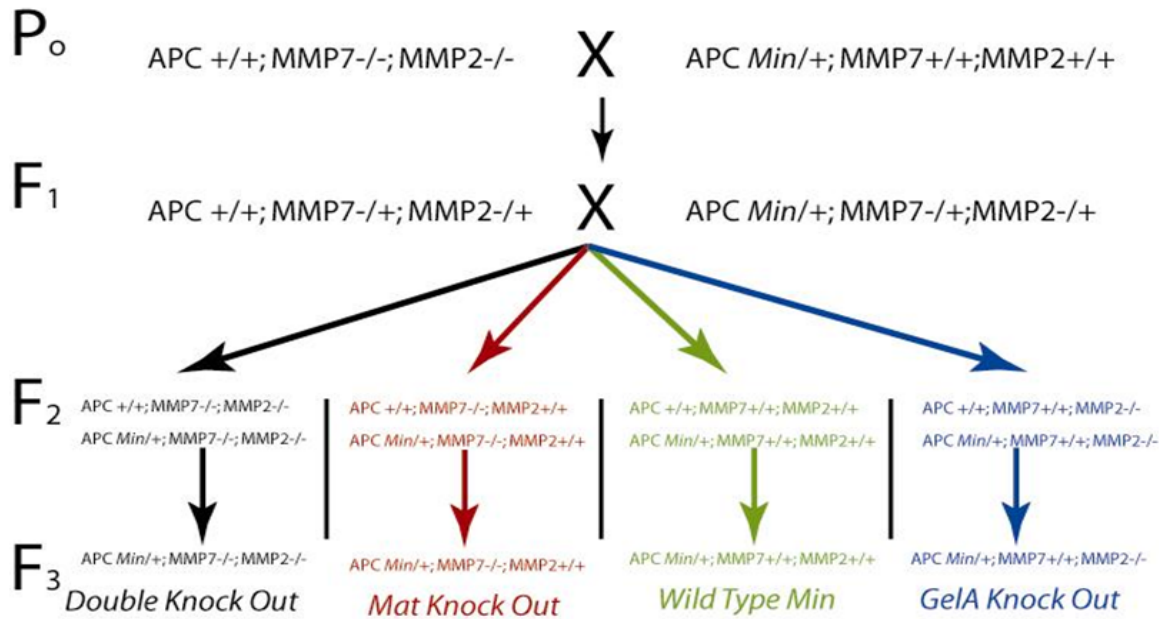 Po
APC +/+; MMP7-/-; MMP2-/- X APC Min/+; MMP7+/+;MMP2+/+
F1
APC +/+; MMP7-/+; MMP2-/+ X APC Min/+; MMP7-/+;MMP2-/+
F2
APC +/+; MMP7-/-; MMP2-/- APC +/+; MMP7-/-; MMP2+/+ APC +/+; MMP7+/+; MMP2+/+ APC +/+; MMP7+/+; MMP2-/-
APC Min/+; MMP7-/-; MMP2-/- APC Min/+; MMP7-/-; MMP2+/+ APC Min/+; MMP7+/+; MMP2+/+ APC Min/+; MMP7+/+; MMP2-/-
F3
APC Min/+; MMP7-/-; MMP2-/- APC Min/+; MMP7-/-; MMP2+/+ APC Min/+; MMP7+/+; MMP2+/+ APC Min/+; MMP7+/+; MMP2-/-
Double Knock Out Mat Knock Out Wild Type Min GelA Knock Out